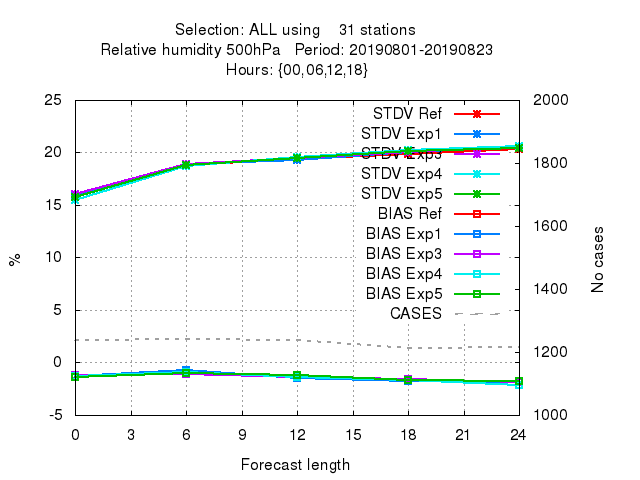 Selection: ALL using 31 stations
Relative humidity 500hPa Period: 20190801-20190823
Hours: {00,06,12,18}
25
20
15
10
5
0
-5
%
2000
1800
1600
1400
1200
1000
No cases
STDV Ref
STDV Exp1
STDV Exp3
STDV Exp4
STDV Exp5
BIAS Ref
BIAS Exp1
BIAS Exp3
BIAS Exp4
BIAS Exp5
CASES
0 3 6 9 12 15 18 21 24
Forecast length